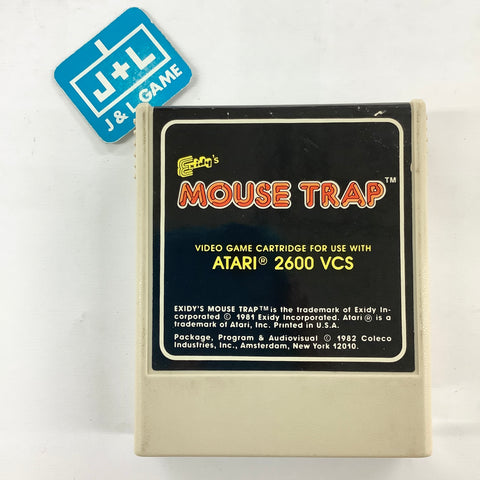 J+L
J&L GAME
Exidy's
MOUSE TRAP™
VIDEO GAME CARTRIDGE FOR USE WITH
ATARI® 2600 VCS
EXIDY'S MOUSE TRAP™ is the trademark of Exidy In-
corporated © 1981 Exidy Incorporated. Atari ® is a
trademark of Atari, Inc. Printed in U.S.A.
Package, Program & Audiovisual © 1982 Coleco
Industries, Inc., Amsterdam, New York 12010.